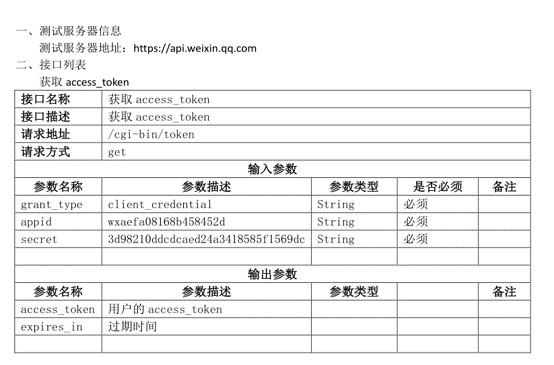 一、测试服务器信息
测试服务器地址：https://api.weixin.qq.com
二、接口列表
获取 access_token
接口名称 获取 access_token
接口描述 获取 access_token
请求地址 /cgi-bin/token
请求方式 get
输入参数
参数名称 参数描述 参数类型 是否必须 备注
grant_type client_credential String 必须
appid wxaefa08168b458452d String 必须
secret 3d98210ddcdcaed24a3418585f1569dc String 必须
输出参数
参数名称 参数描述 参数类型 备注
access_token 用户的 access_token
expires_in 过期时间